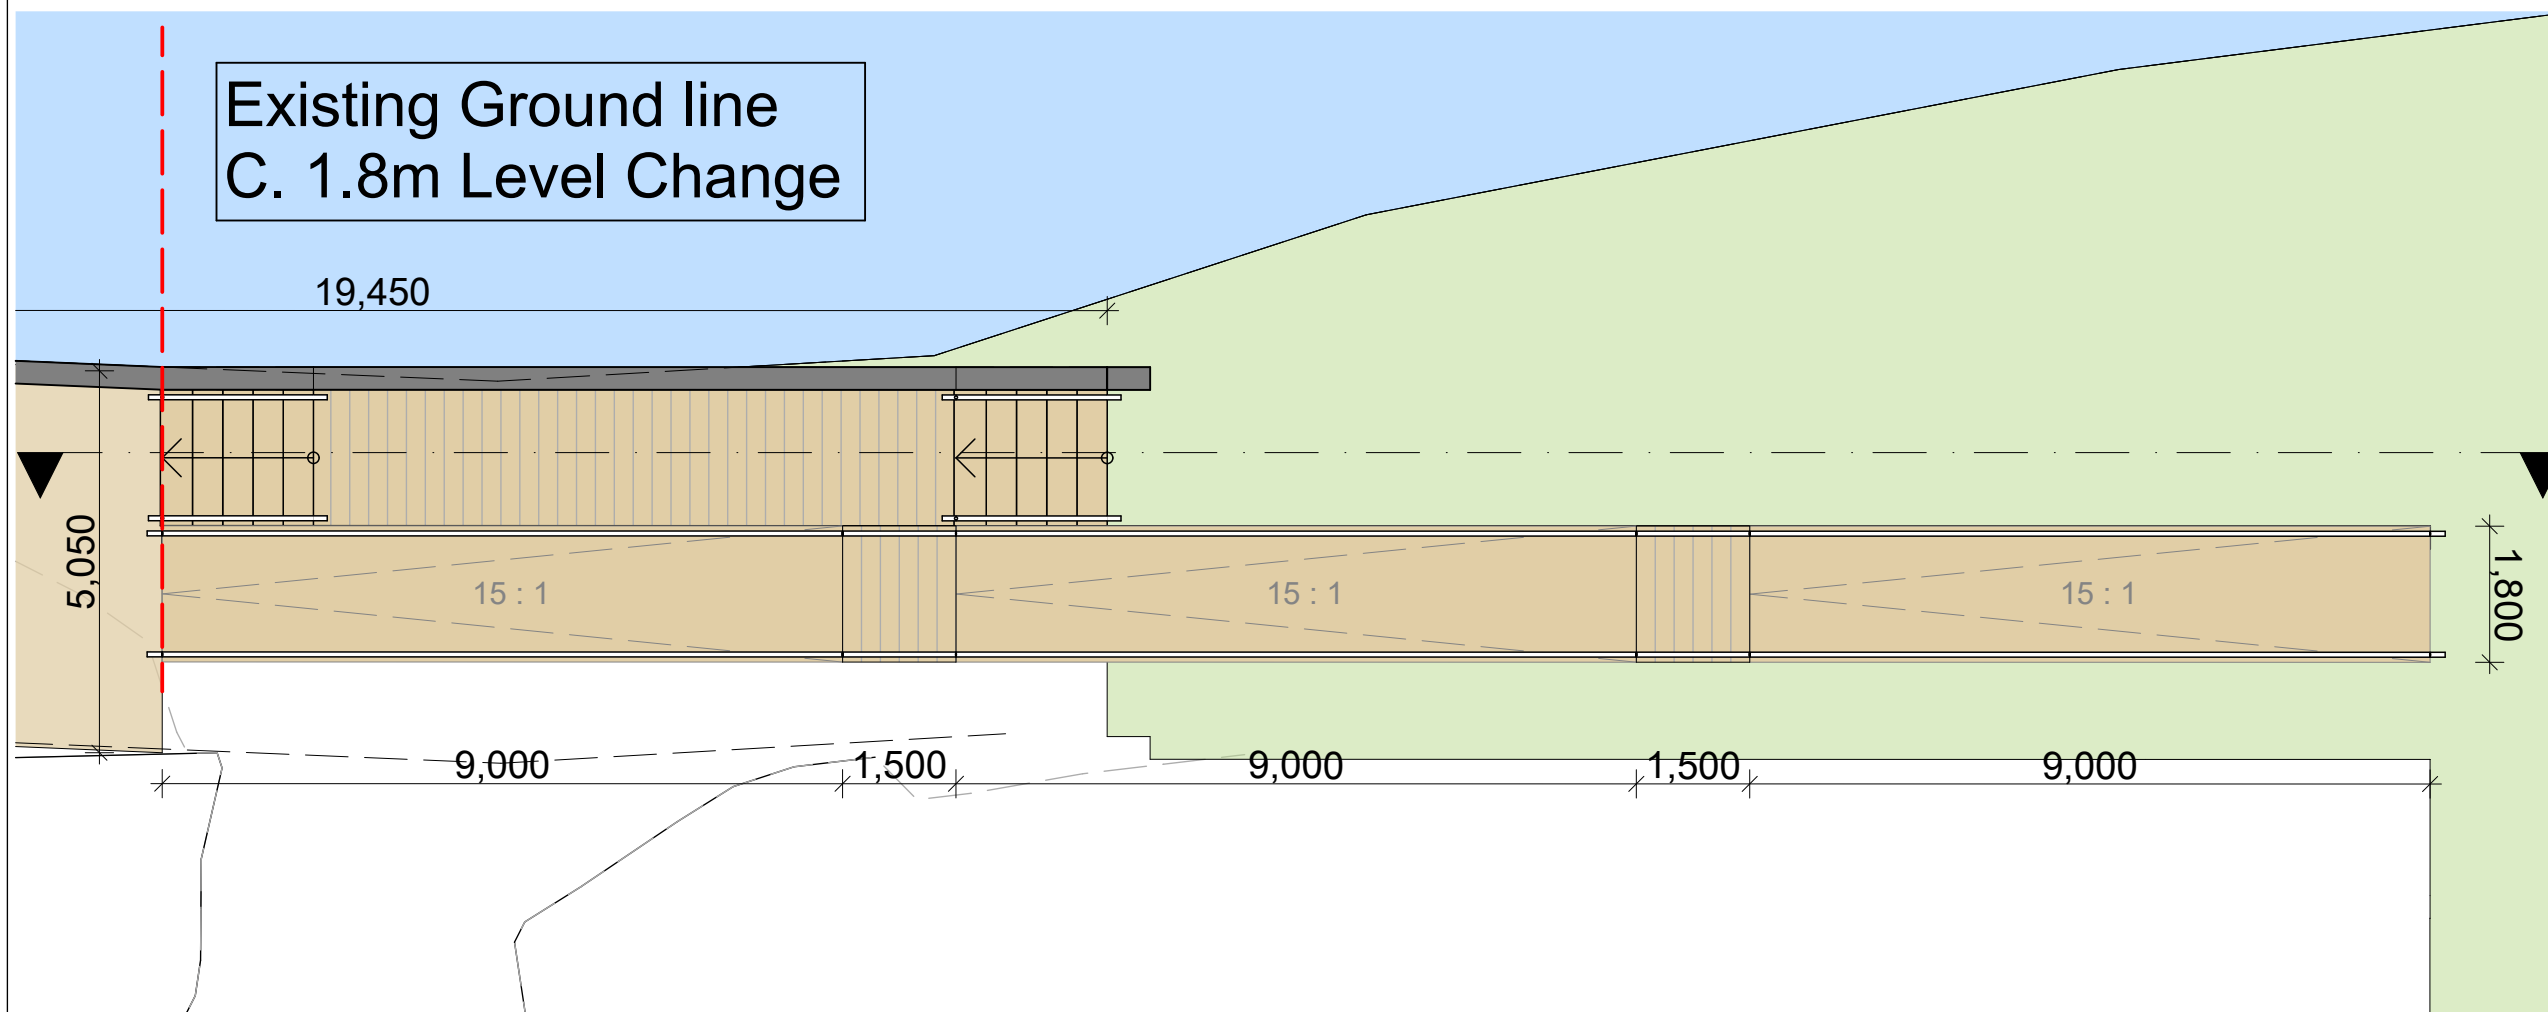 Existing Ground line
C. 1.8m Level Change
19,450
5,050
15 : 1
15 : 1
15 : 1
1,800
9,000
1,500
9,000
1,500
9,000